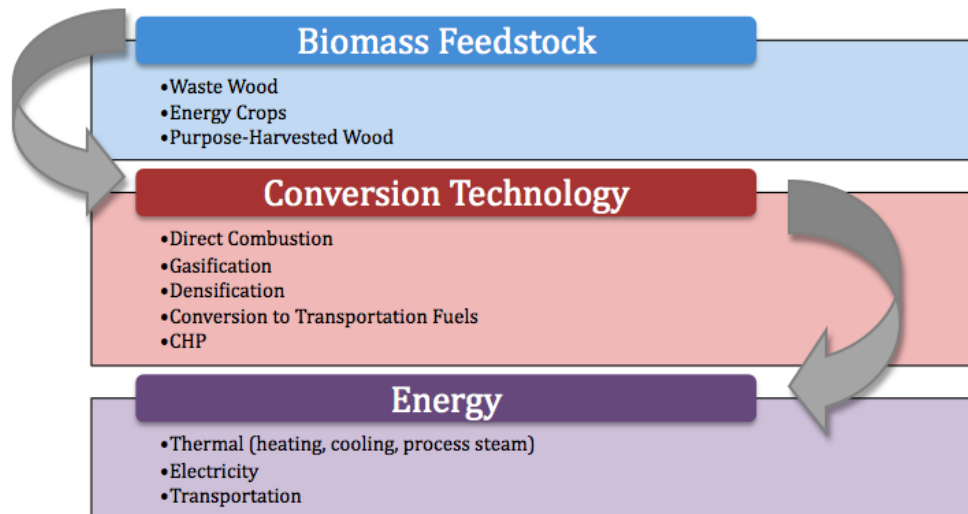 Biomass Feedstock
•Waste Wood
•Energy Crops
•Purpose-Harvested Wood
Conversion Technology
•Direct Combustion
•Gasification
•Densification
•Conversion to Transportation Fuels
•CHP
Energy
•Thermal (heating, cooling, process steam)
•Electricity
•Transportation